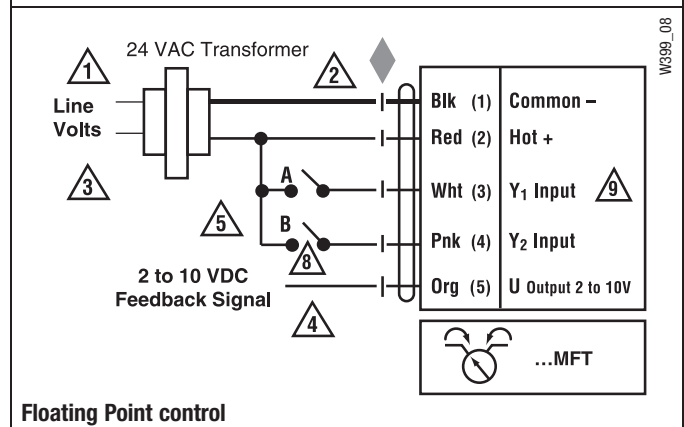 W399_08
24 VAC Transformer
1
2
Line
Volts
3
Blk (1) Common –
Red (2) Hot +
A
Wht (3) Y₁ Input
9
5
B
Pnk (4) Y₂ Input
8
2 to 10 VDC
Feedback Signal
Org (5) U Output 2 to 10V
4
...MFT
Floating Point control